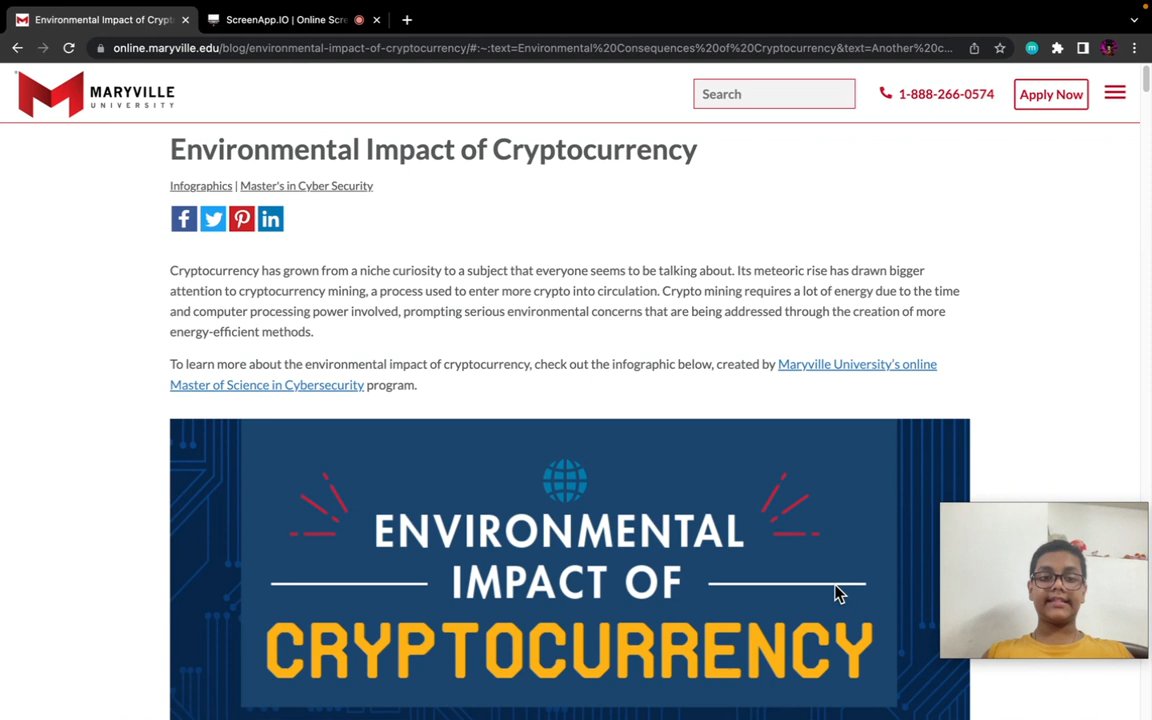 Environmental Impact of Crypt
ScreenApp.IO | Online Scre
online.maryville.edu/blog/environmental-impact-of-cryptocurrency/#:~:text=Environmental%20Consequences%20of%20Cryptocurrency&text=Another%20c...
MARYVILLE
UNIVERSITY
Search
1-888-266-0574
Apply Now
Environmental Impact of Cryptocurrency
Infographics | Master's in Cyber Security
Cryptocurrency has grown from a niche curiosity to a subject that everyone seems to be talking about. Its meteoric rise has drawn bigger
attention to cryptocurrency mining, a process used to enter more crypto into circulation. Crypto mining requires a lot of energy due to the time
and computer processing power involved, prompting serious environmental concerns that are being addressed through the creation of more
energy-efficient methods.
To learn more about the environmental impact of cryptocurrency, check out the infographic below, created by Maryville University's online
Master of Science in Cybersecurity program.
ENVIRONMENTAL
IMPACT OF
CRYPTOCURRENCY